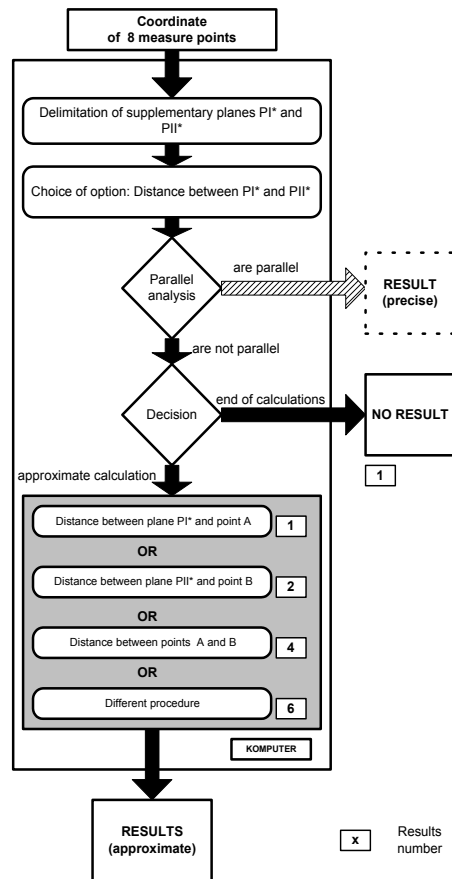 Coordinate
of 8 measure points
Delimitation of supplementary planes PI* and
PII*
Choice of option: Distance between PI* and PII*
Parallel
analysis
are parallel
RESULT
(precise)
are not parallel
Decision
end of calculations
NO RESULT
1
approximate calculation
Distance between plane PI* and point A
1
OR
Distance between plane PII* and point B
2
OR
Distance between points A and B
4
OR
Different procedure
6
KOMPUTER
RESULTS
(approximate)
x
Results
number